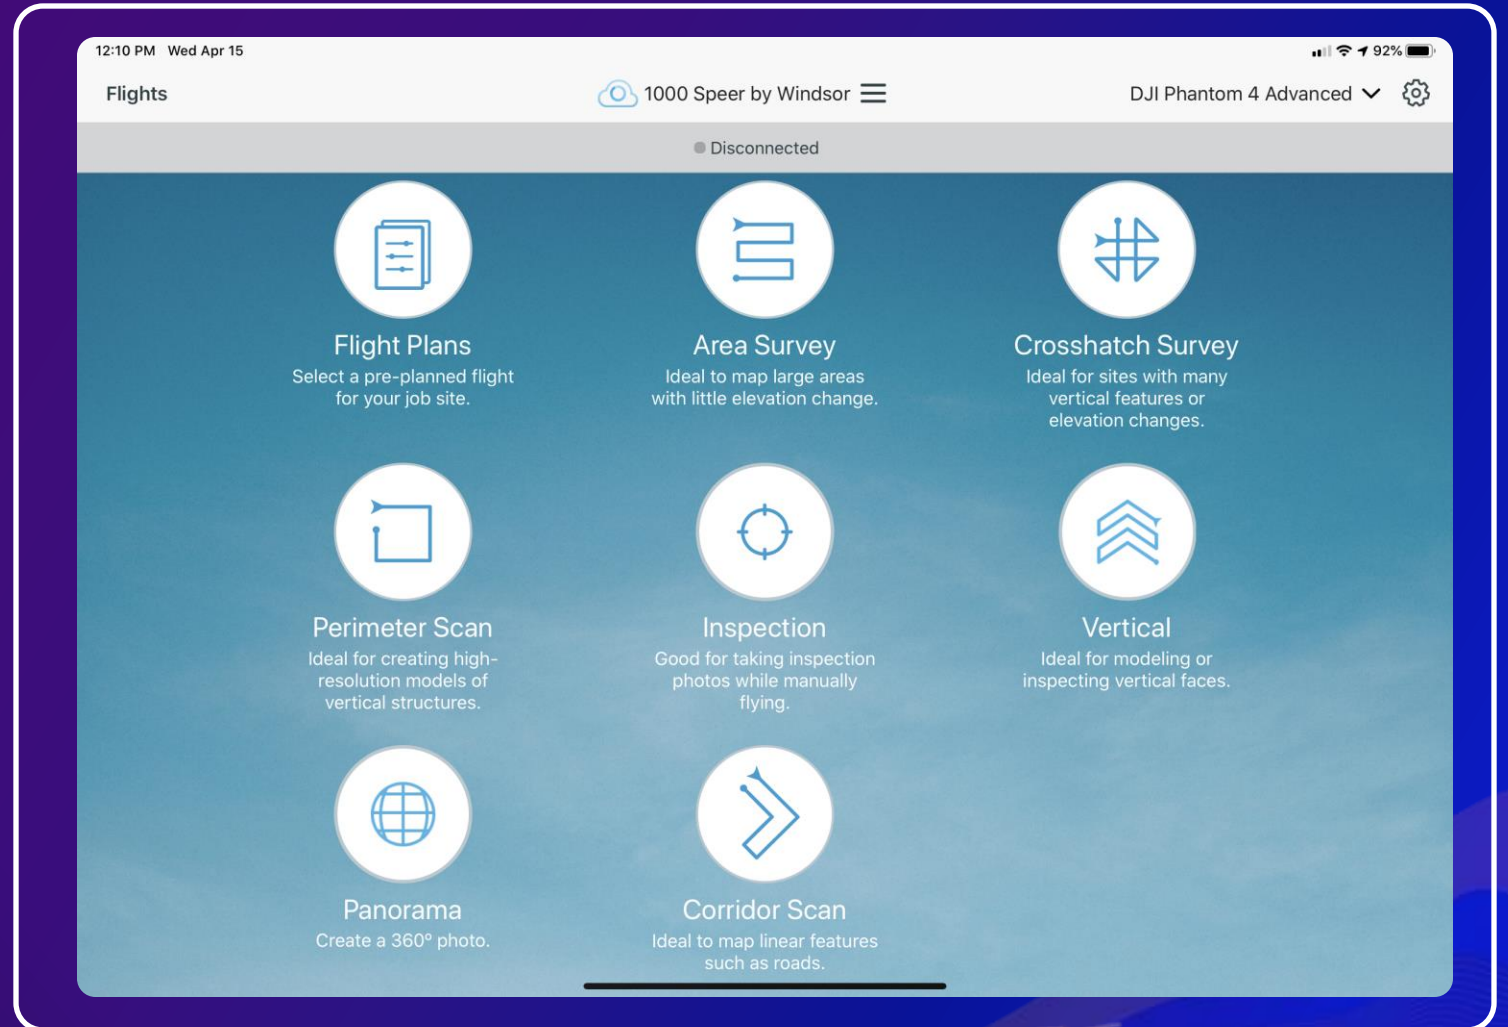 12:10 PM Wed Apr 15
92%
Flights
1000 Speer by Windsor
DJI Phantom 4 Advanced
Disconnected
Flight Plans
Select a pre-planned flight
for your job site.
Area Survey
Ideal to map large areas
with little elevation change.
Crosshatch Survey
Ideal for sites with many
vertical features or
elevation changes.
Perimeter Scan
Ideal for creating high-
resolution models of
vertical structures.
Inspection
Good for taking inspection
photos while manually
flying.
Vertical
Ideal for modeling or
inspecting vertical faces.
Panorama
Create a 360º photo.
Corridor Scan
Ideal to map linear features
such as roads.